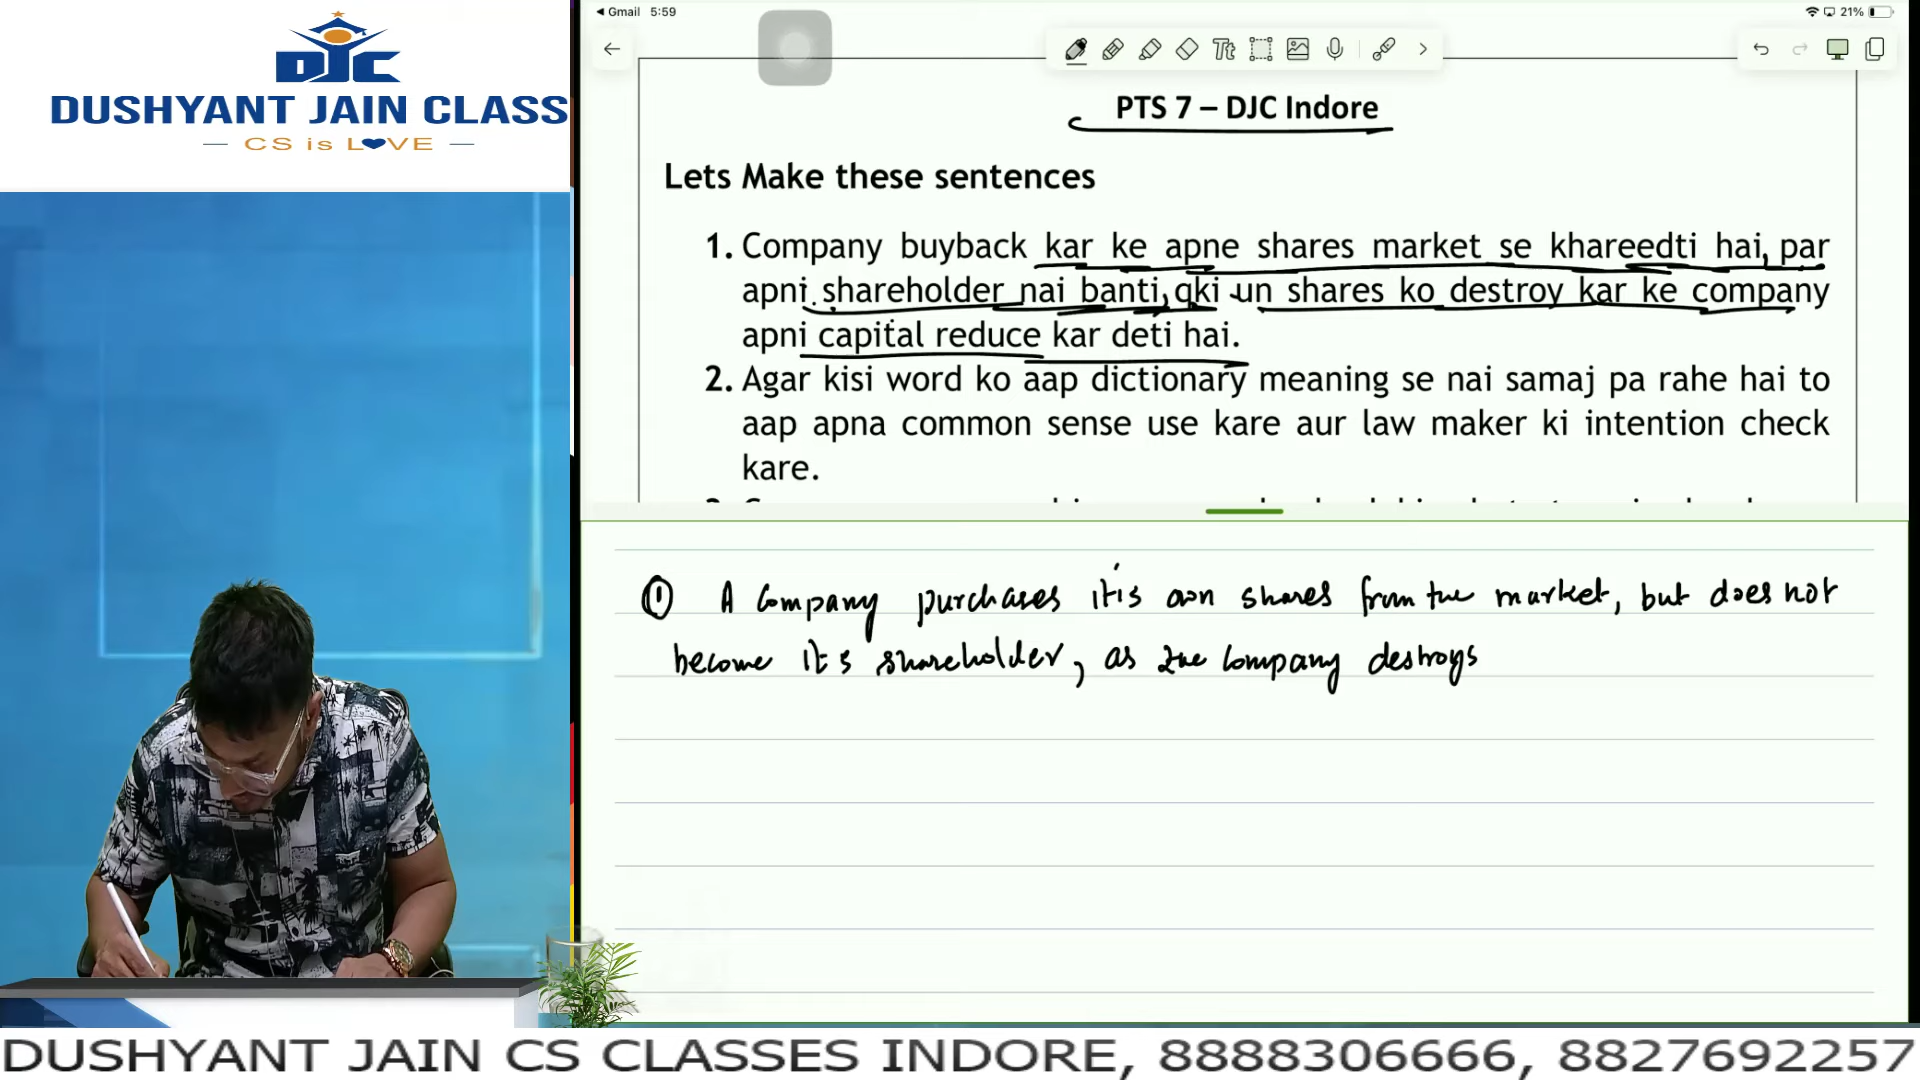 DJC
DUSHYANT JAIN CLASS
CS is L VE
Gmail 5:59
21%
Tt
PTS 7 – DJC Indore
Lets Make these sentences
1. Company buyback kar ke apne shares market se khareedti hai, par
apni shareholder nai banti, qki un shares ko destroy kar ke company
apni capital reduce kar deti hai.
2. Agar kisi word ko aap dictionary meaning se nai samaj pa rahe hai to
aap apna common sense use kare aur law maker ki intention check
kare.
① A Company purchases it's own shares from the market, but does not
become it's shareholder, as the Company destroys
DUSHYANT JAIN CS CLASSES INDORE, 8888306666, 8827692257